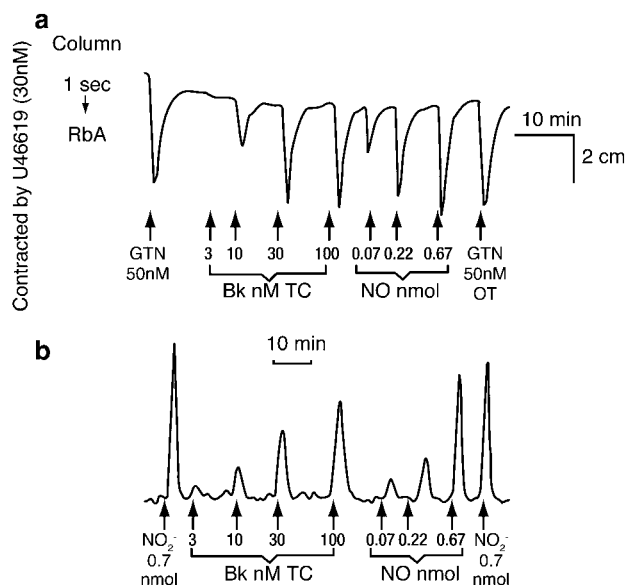 a
Column
1 sec
RbA
Contracted by U46619 (30nM)
10 min
2 cm
GTN
50nM
3 10 30 100
Bk nM TC
0.07 0.22 0.67
NO nmol
GTN
50nM
OT
b
10 min
NO₂⁻
0.7
nmol
3 10 30 100
Bk nM TC
0.07 0.22 0.67
NO nmol
NO₂⁻
0.7
nmol